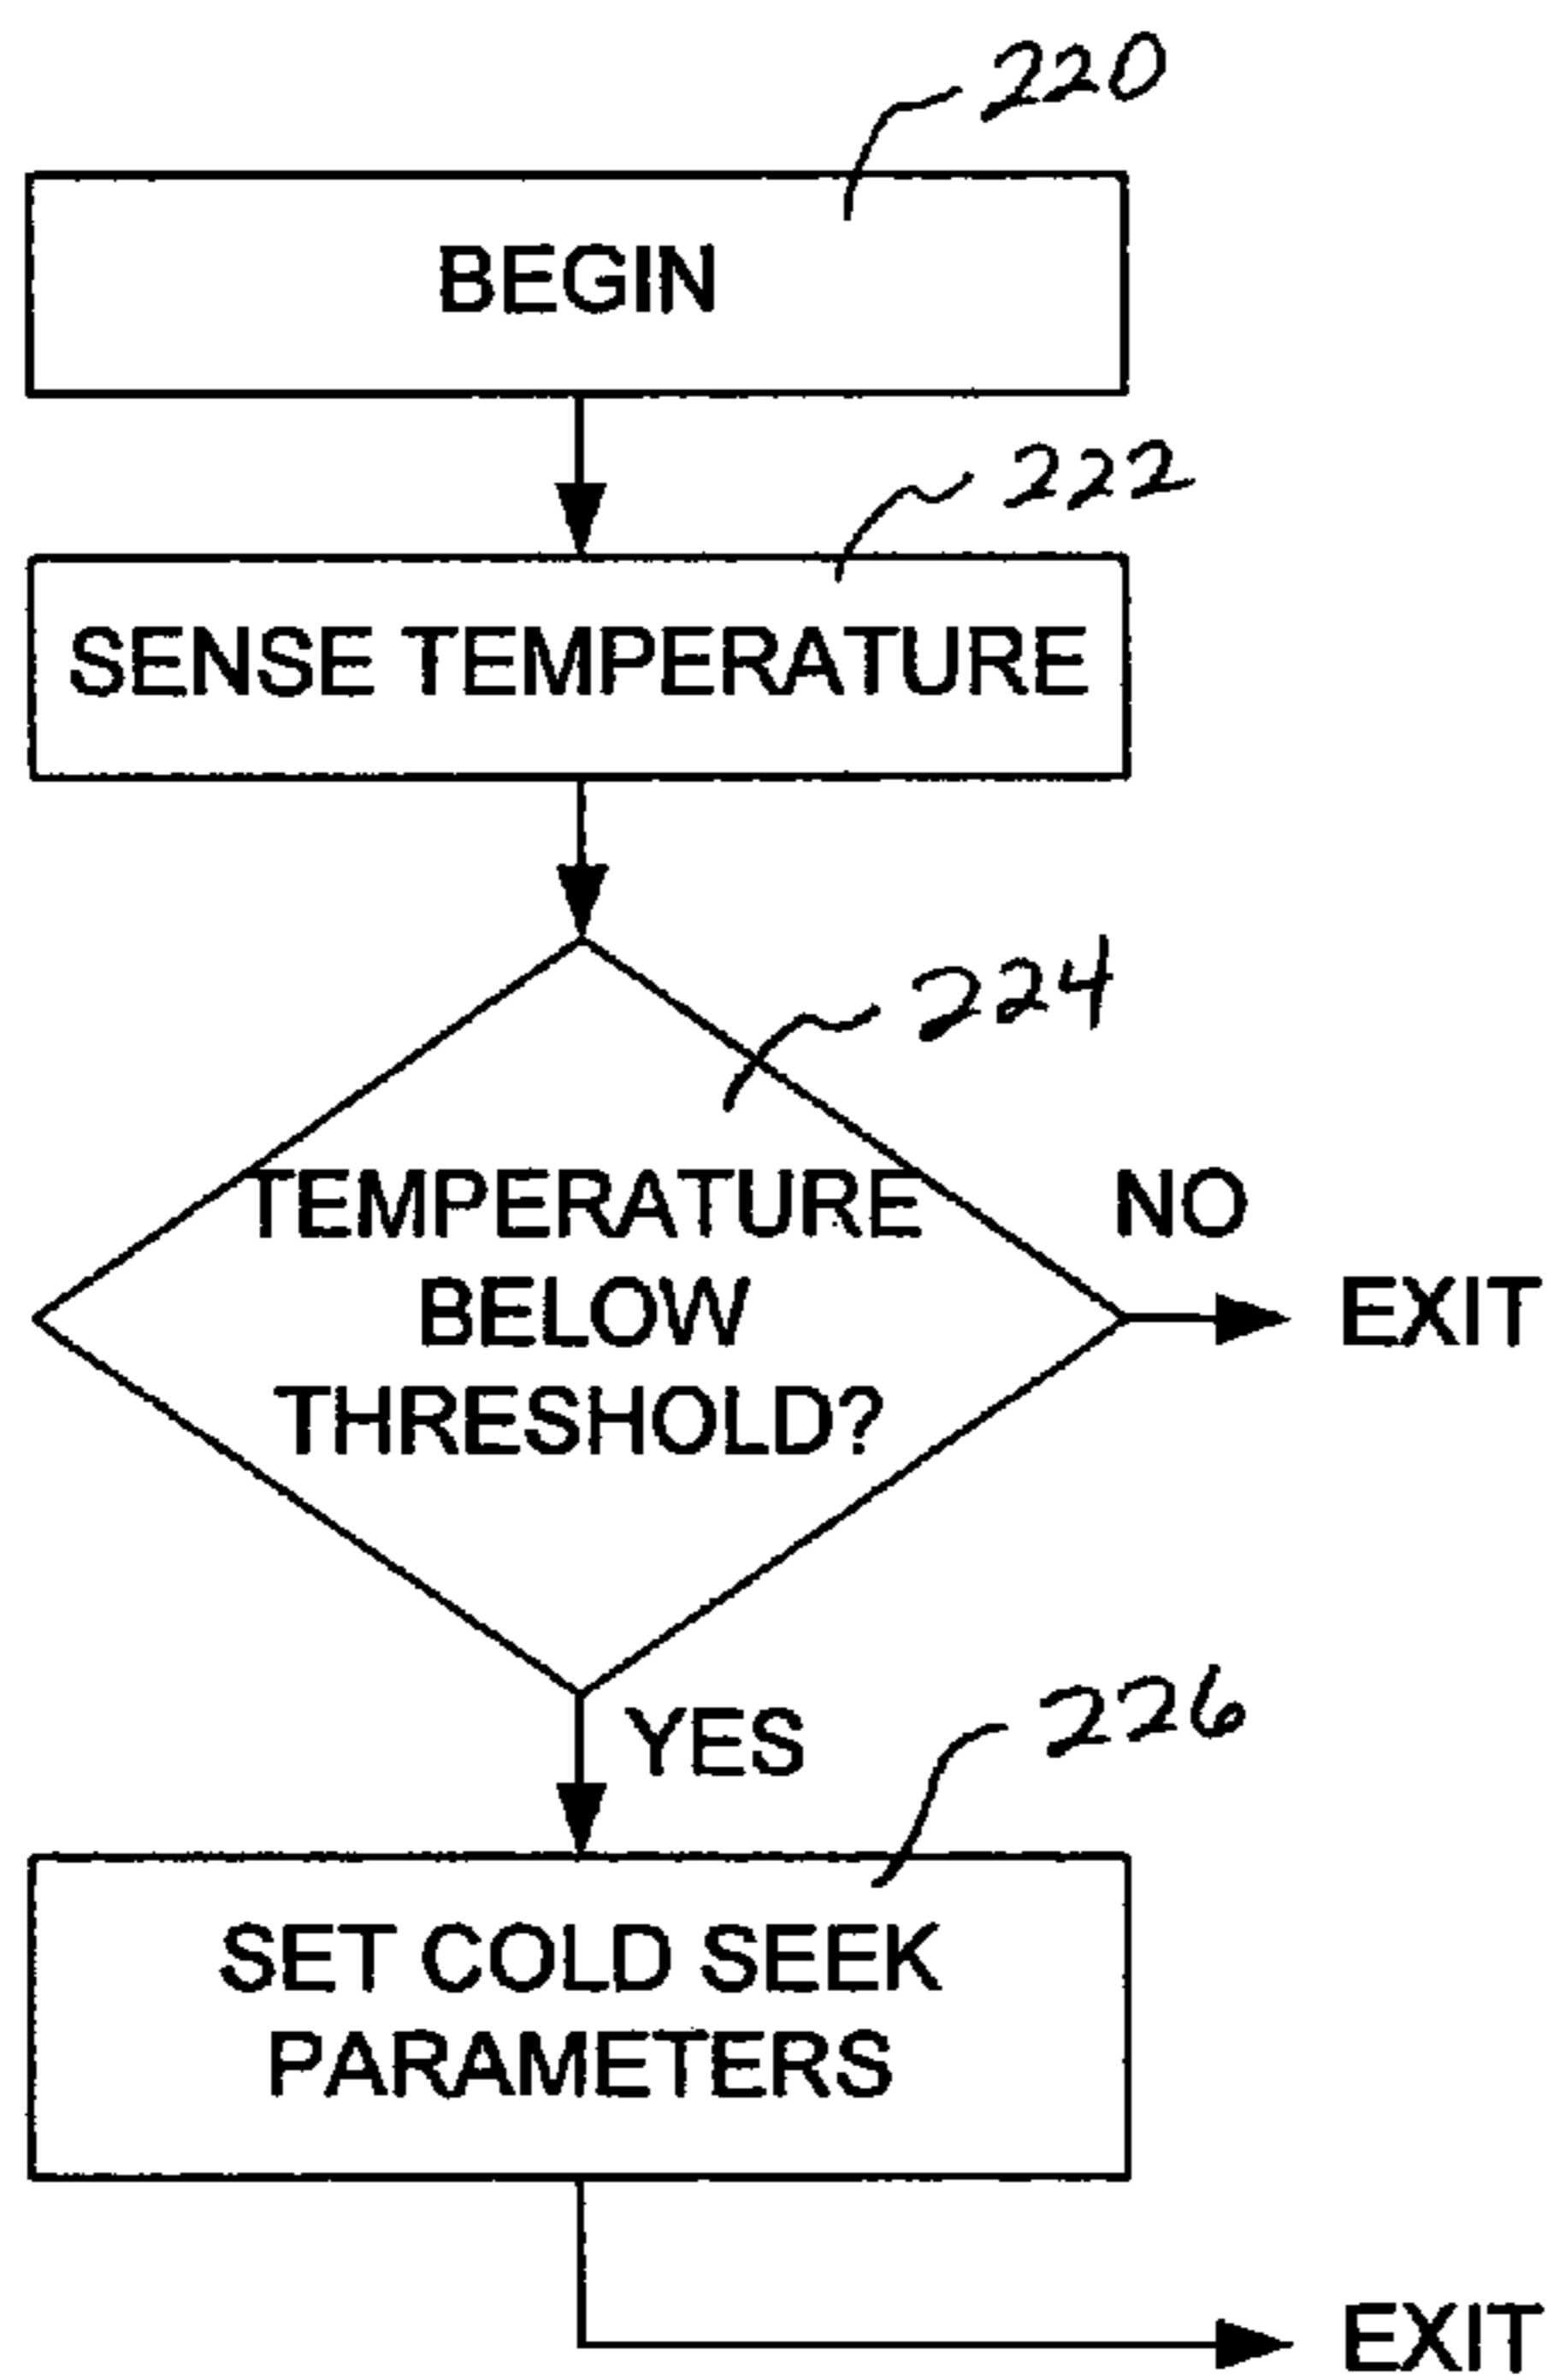 220
BEGIN
222
SENSE TEMPERATURE
224
TEMPERATURE
BELOW
THRESHOLD?
NO
EXIT
YES
226
SET COLD SEEK
PARAMETERS
EXIT